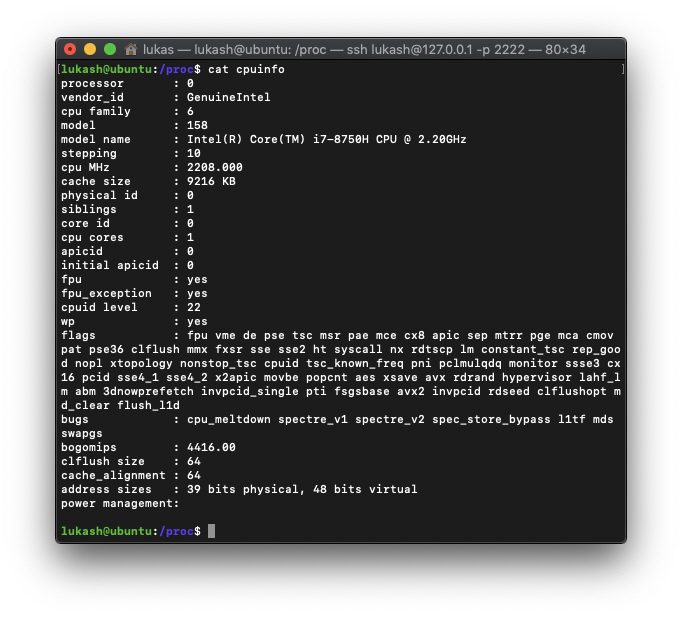 lukas — lukash@ubuntu: /proc — ssh lukash@127.0.0.1 -p 2222 — 80×34
[lukash@ubuntu:/proc$ cat cpuinfo ]
processor : 0
vendor_id : GenuineIntel
cpu family : 6
model : 158
model name : Intel(R) Core(TM) i7-8750H CPU @ 2.20GHz
stepping : 10
cpu MHz : 2208.000
cache size : 9216 KB
physical id : 0
siblings : 1
core id : 0
cpu cores : 1
apicid : 0
initial apicid : 0
fpu : yes
fpu_exception : yes
cpuid level : 22
wp : yes
flags : fpu vme de pse tsc msr pae mce cx8 apic sep mtrr pge mca cmov
pat pse36 clflush mmx fxsr sse sse2 ht syscall nx rdtscp lm constant_tsc rep_goo
d nopl xtopology nonstop_tsc cpuid tsc_known_freq pni pclmulqdq monitor ssse3 cx
16 pcid sse4_1 sse4_2 x2apic movbe popcnt aes xsave avx rdrand hypervisor lahf_l
m abm 3dnowprefetch invpcid_single pti fsgsbase avx2 invpcid rdseed clflushopt m
d_clear flush_l1d
bugs : cpu_meltdown spectre_v1 spectre_v2 spec_store_bypass l1tf mds
swapgs
bogomips : 4416.00
clflush size : 64
cache_alignment : 64
address sizes : 39 bits physical, 48 bits virtual
power management:
lukash@ubuntu:/proc$